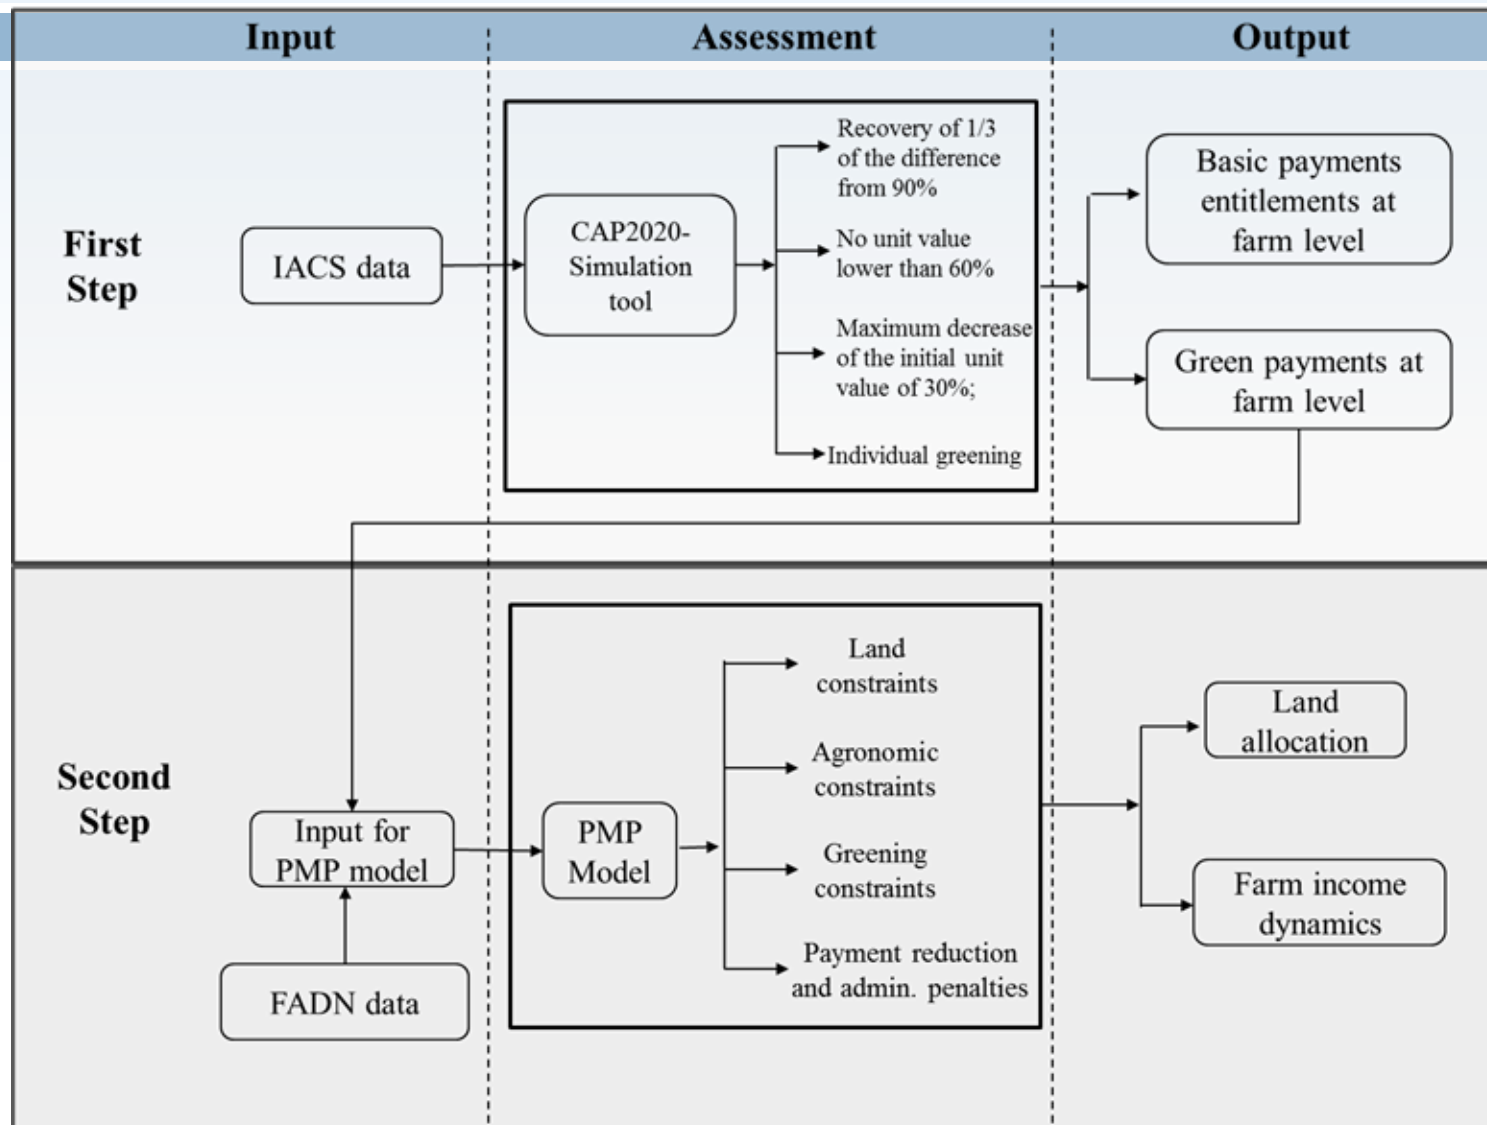 Input
Assessment
Output
First
Step
IACS data
CAP2020-
Simulation
tool
Recovery of 1/3
of the difference
from 90%
No unit value
lower than 60%
Maximum decrease
of the initial unit
value of 30%;
Individual greening
Basic payments
entitlements at
farm level
Green payments at
farm level
Second
Step
Input for
PMP model
FADN data
PMP
Model
Land
constraints
Agronomic
constraints
Greening
constraints
Payment reduction
and admin. penalties
Land
allocation
Farm income
dynamics